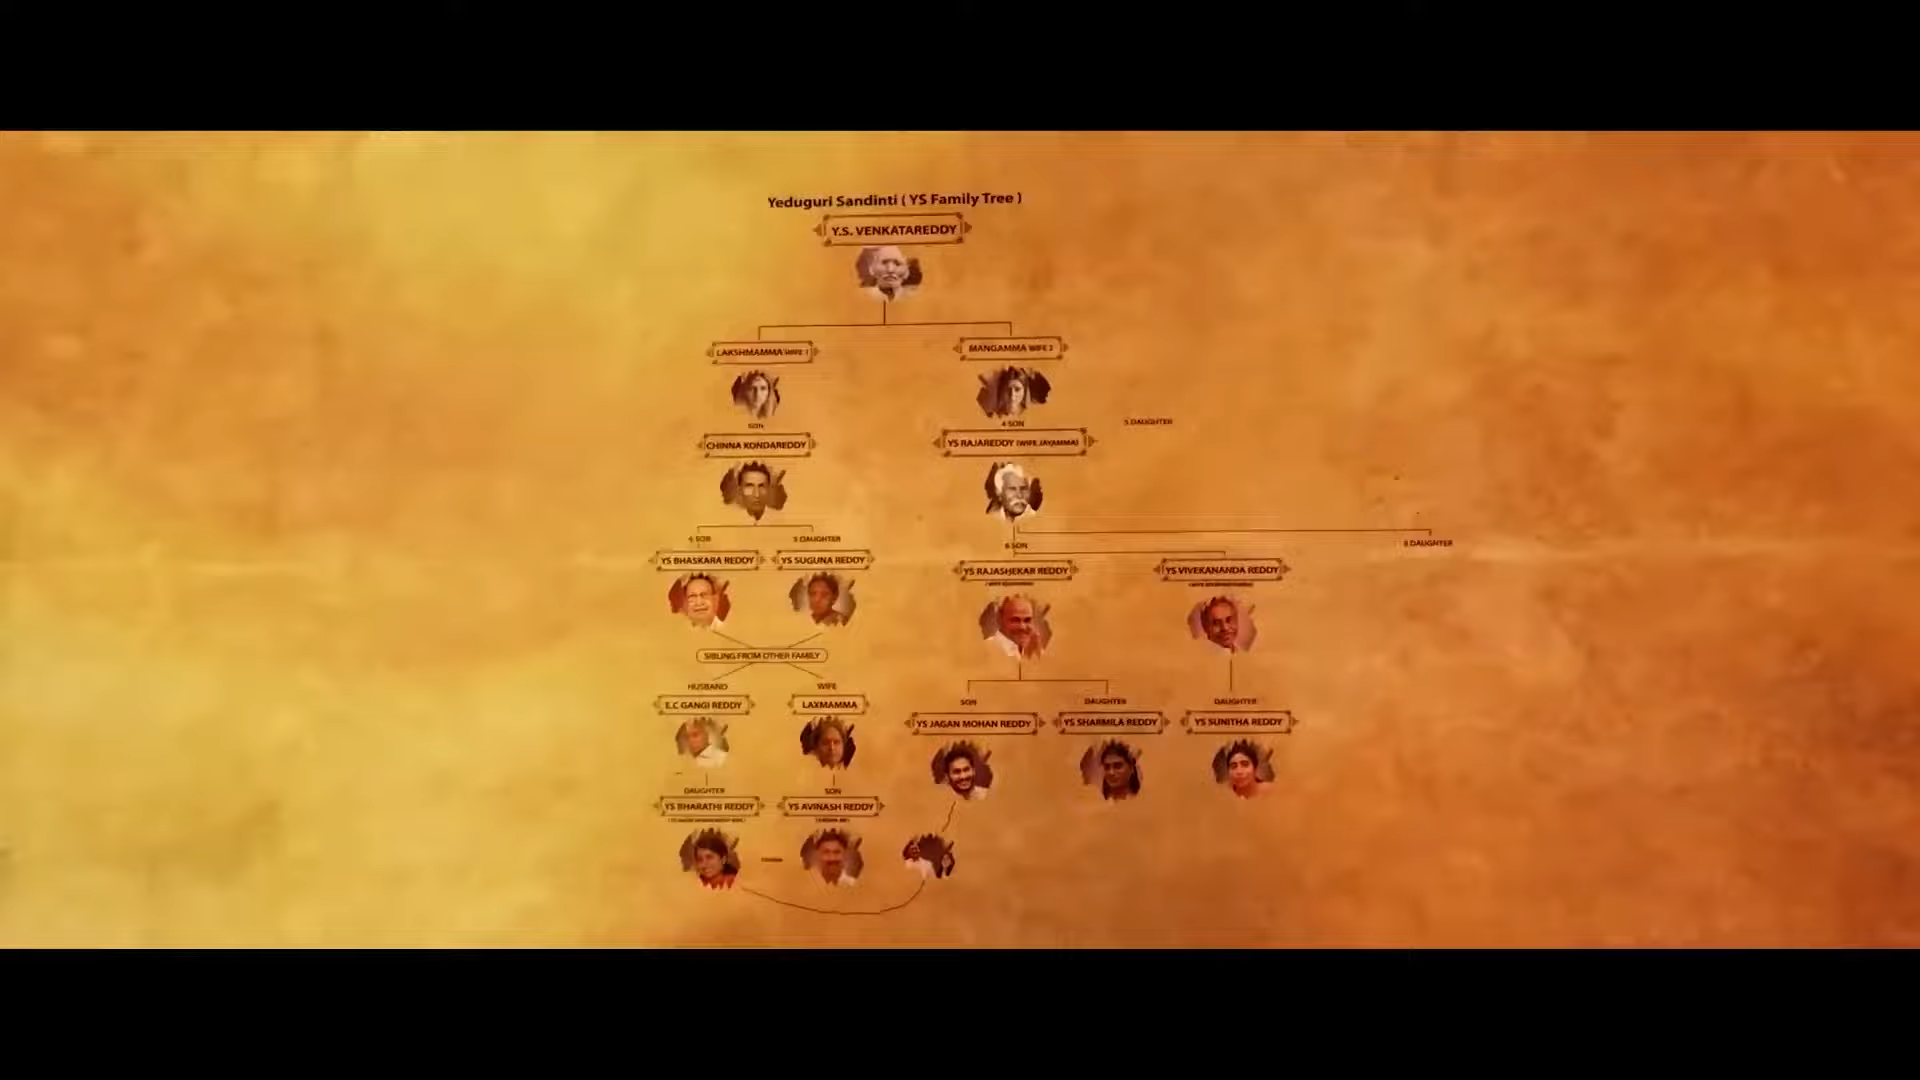 Yeduguri Sandinti ( YS Family Tree )
Y.S. VENKATAREDDY
LAKSHMAMMA WIFE 1
MANGAMMA WIFE 2
SON
4 SON
5 DAUGHTER
CHINNA KONDAREDDY
YS RAJAREDDY (WIFE JAYAMMA)
6 SON
5 DAUGHTER
6 SON
8 DAUGHTER
YS BHASKARA REDDY
YS SUGUNA REDDY
YS RAJASHEKAR REDDY
YS VIVEKANANDA REDDY
SIBLING FROM OTHER FAMILY
HUSBAND
WIFE
E.C GANGI REDDY
LAXMAMMA
SON
DAUGHTER
DAUGHTER
YS JAGAN MOHAN REDDY
YS SHARMILA REDDY
YS SUNITHA REDDY
DAUGHTER
SON
YS BHARATHI REDDY
YS AVINASH REDDY